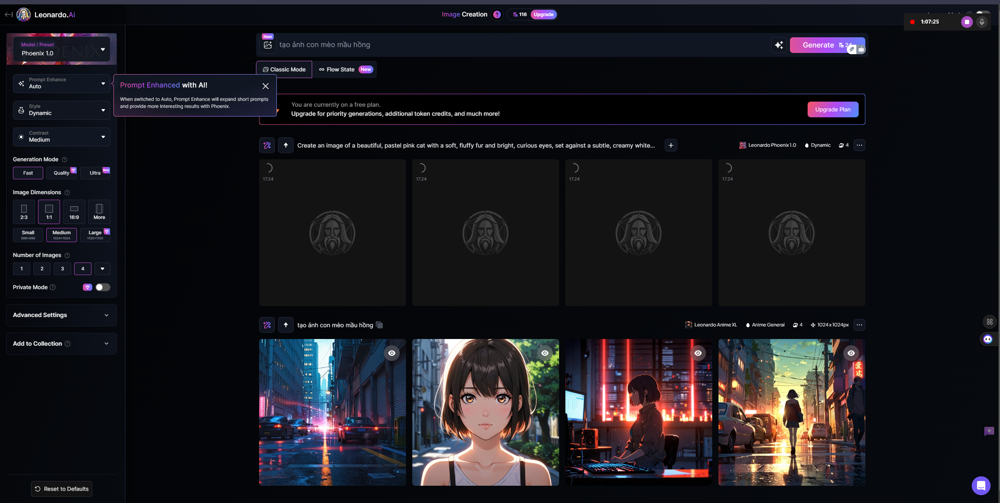 Leonardo.Ai
Image Creation
116
Upgrade
1:07:25
Model / Preset
Phoenix 1.0
New
tạo ảnh con mèo mầu hồng
Generate
24
Classic Mode
Flow State
New
Prompt Enhance
Auto
Prompt Enhanced with AI!
When switched to Auto, Prompt Enhance will expand short prompts
and provide more interesting results with Phoenix.
Style
Dynamic
Contrast
Medium
You are currently on a free plan.
Upgrade for priority generations, additional token credits, and much more!
Upgrade Plan
Create an image of a beautiful, pastel pink cat with a soft, fluffy fur and bright, curious eyes, set against a subtle, creamy white...
Leonardo Phoenix 1.0
Dynamic
4
Generation Mode
Fast
Quality
Ultra
New
17.24
17.24
17.24
17.24
Image Dimensions
2:3
1:1
16:9
More
Small
896×896
Medium
1024×1024
Large
1120×1120
Number of Images
1
2
3
4
Private Mode
Advanced Settings
Add to Collection
tạo ảnh con mèo mầu hồng
Leonardo Anime XL
Anime General
4
1024 x 1024px
Reset to Defaults